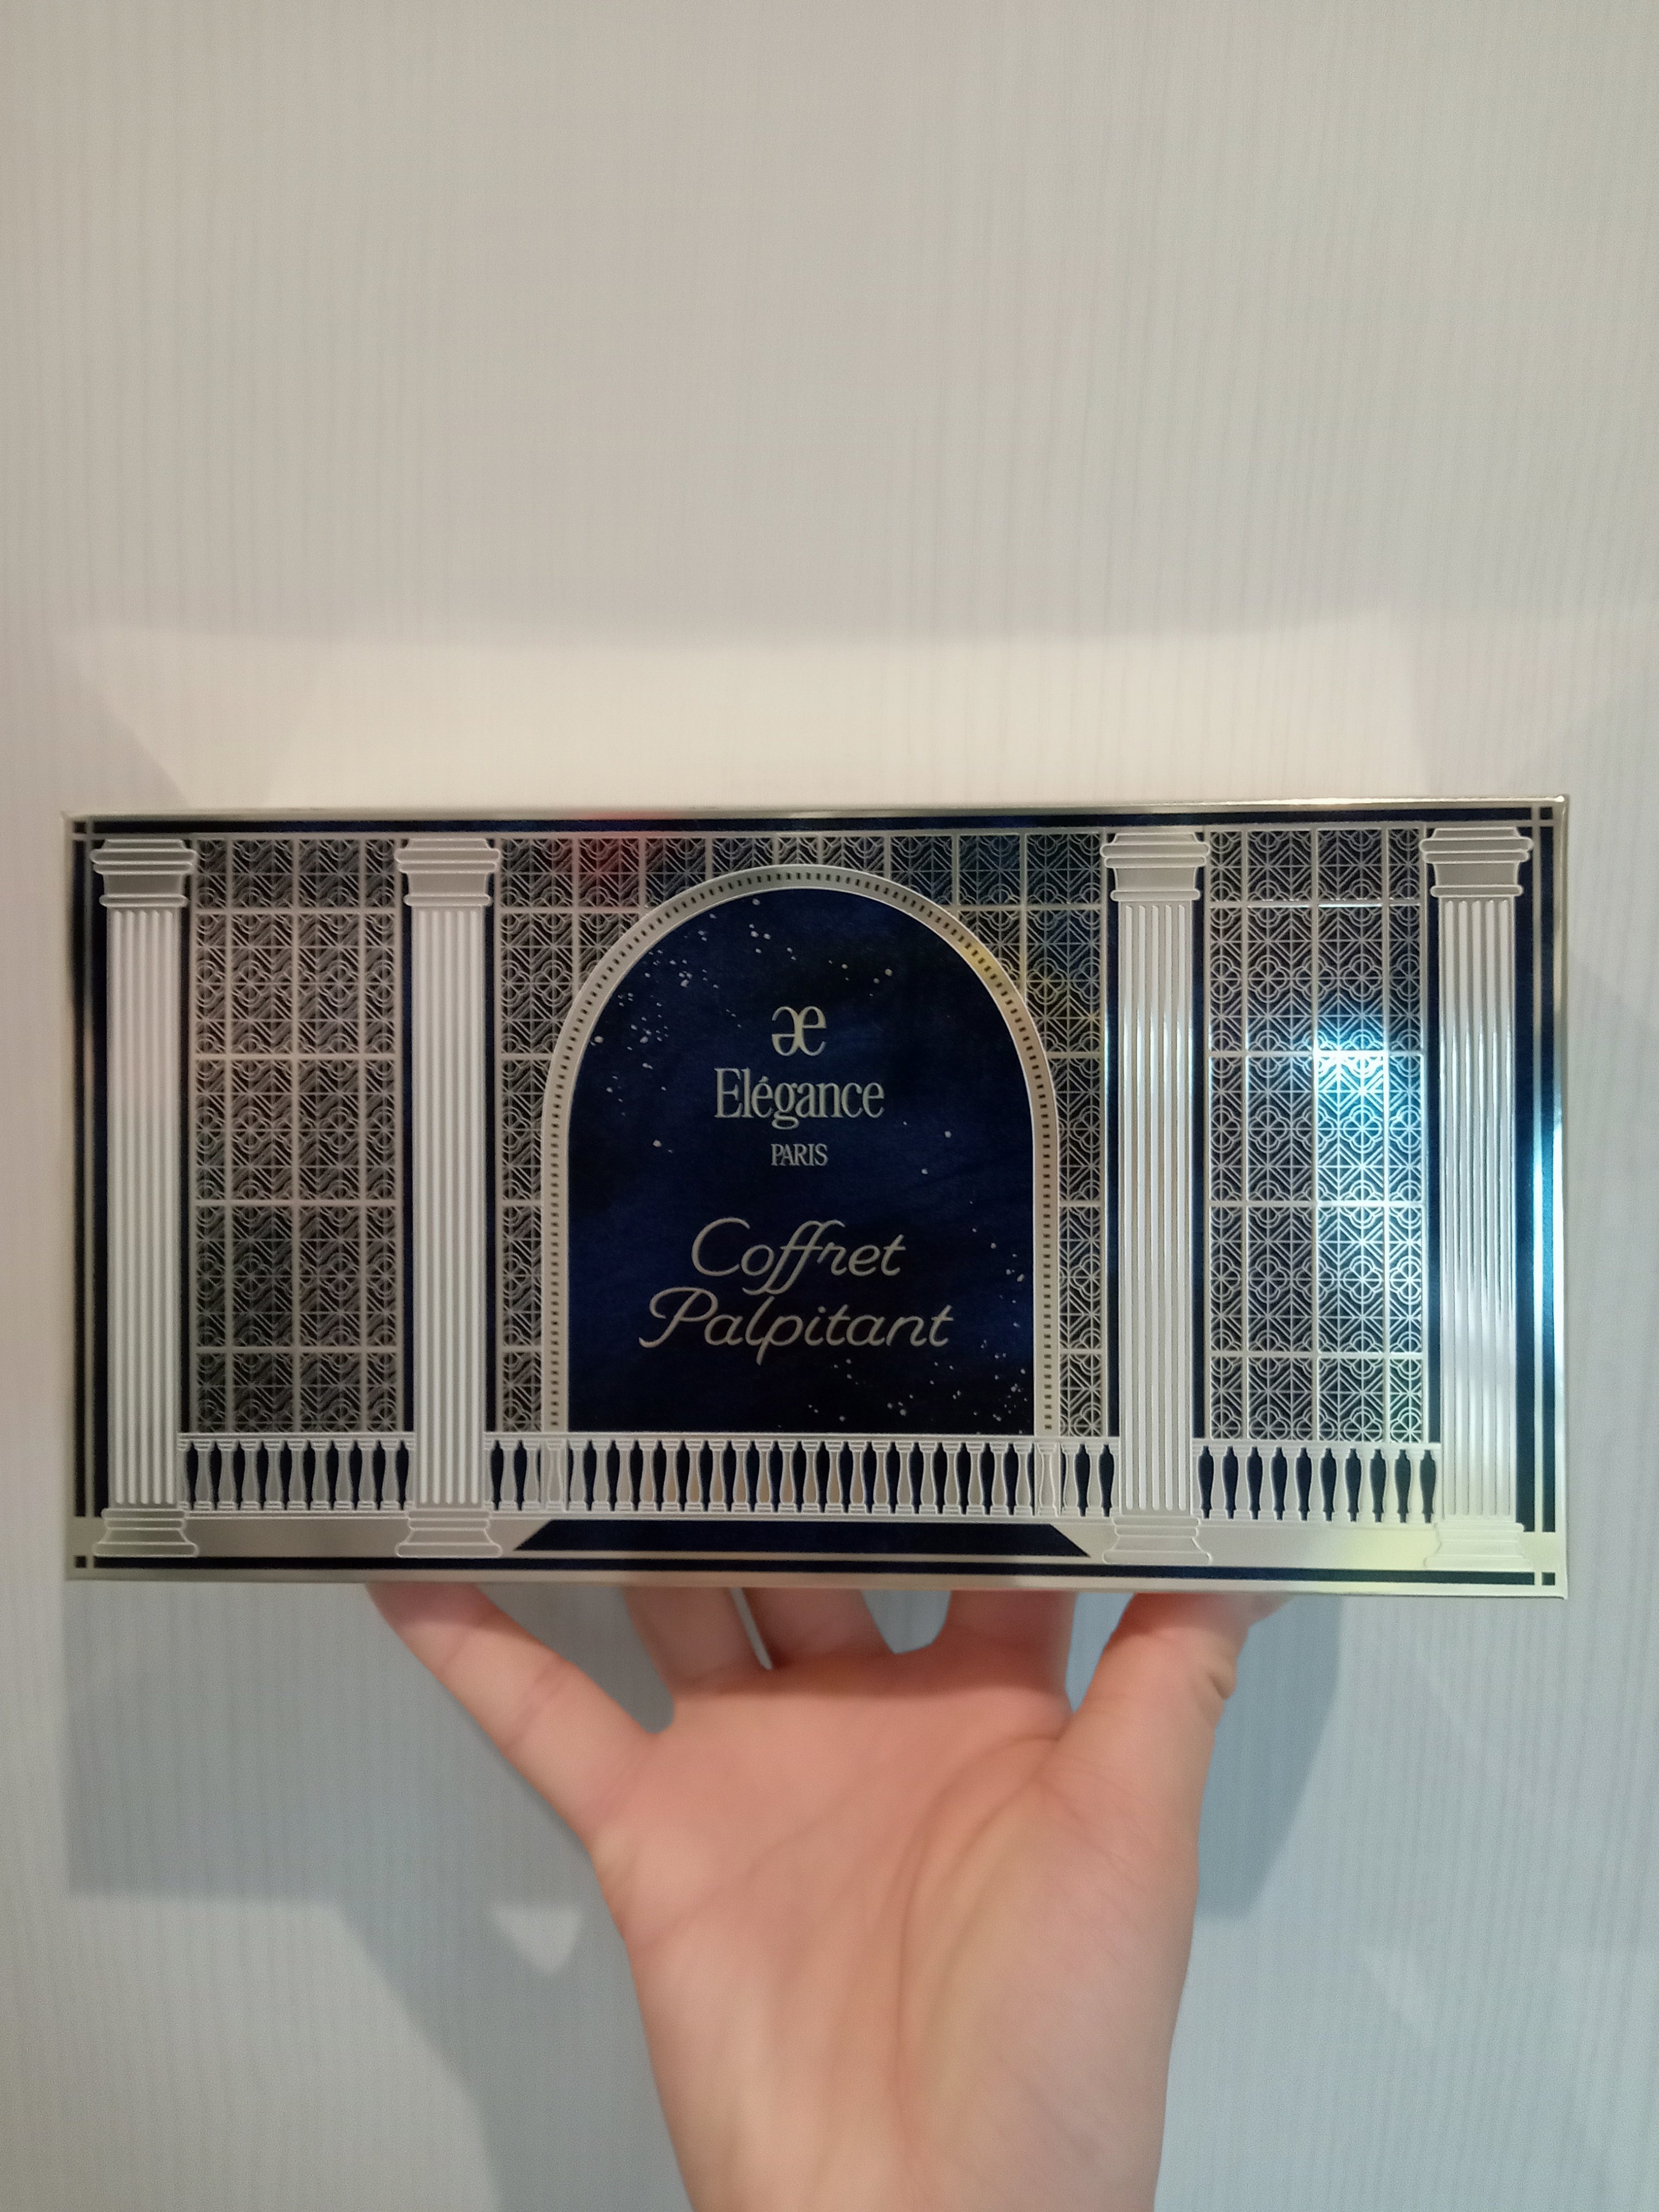 æ
Elégance
PARIS
Coffret
Palpitant